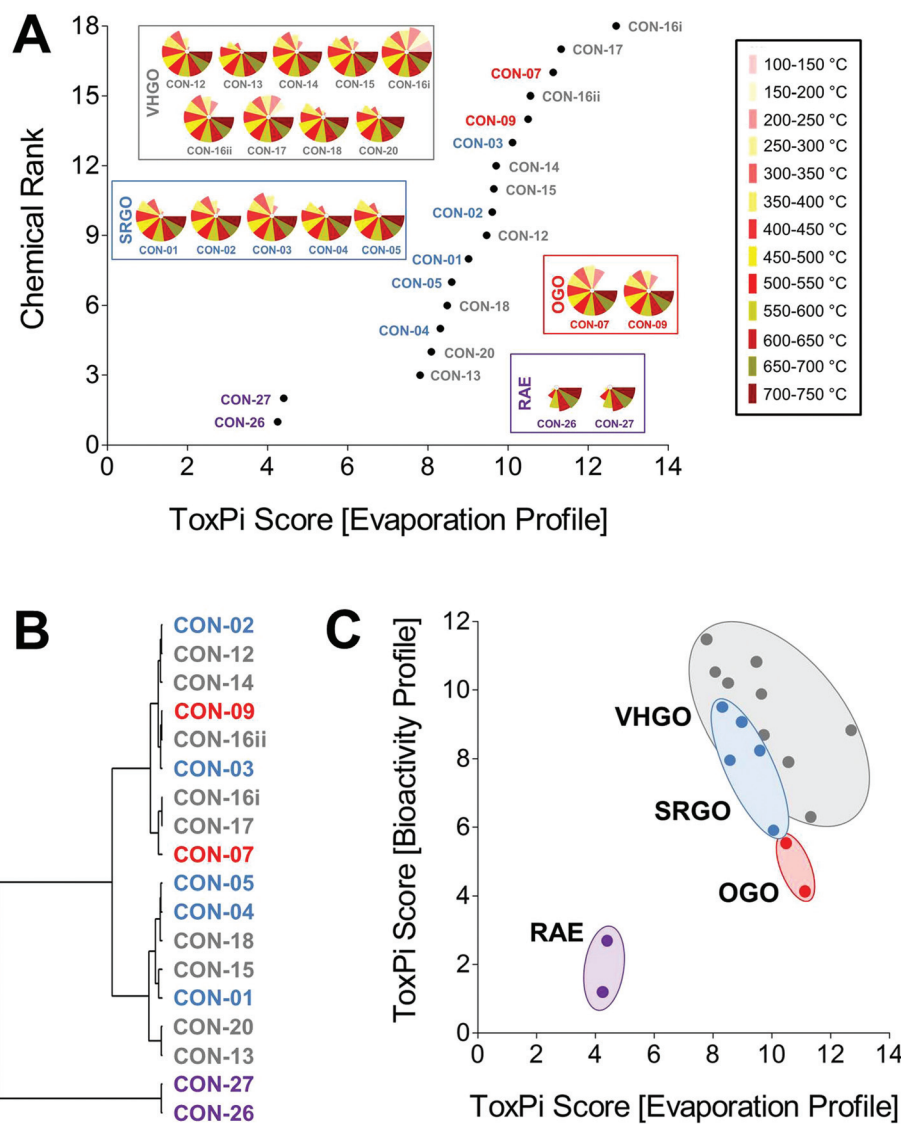 A
Chemical Rank
18
15
12
9
6
3
0
0 2 4 6 8 10 12 14
ToxPi Score [Evaporation Profile]
VHGO
CON-12 CON-13 CON-14 CON-15 CON-16i
CON-16ii CON-17 CON-18 CON-20
SRGO
CON-01 CON-02 CON-03 CON-04 CON-05
OGO
CON-07 CON-09
RAE
CON-26 CON-27
CON-16i
CON-17
CON-07
CON-16ii
CON-09
CON-03
CON-14
CON-15
CON-02
CON-12
CON-01
CON-05
CON-18
CON-04
CON-20
CON-13
CON-27
CON-26
100-150 °C
150-200 °C
200-250 °C
250-300 °C
300-350 °C
350-400 °C
400-450 °C
450-500 °C
500-550 °C
550-600 °C
600-650 °C
650-700 °C
700-750 °C
B
CON-02
CON-12
CON-14
CON-09
CON-16ii
CON-03
CON-16i
CON-17
CON-07
CON-05
CON-04
CON-18
CON-15
CON-01
CON-20
CON-13
CON-27
CON-26
C
ToxPi Score [Bioactivity Profile]
12
10
8
6
4
2
0
VHGO
SRGO
OGO
RAE
0 2 4 6 8 10 12 14
ToxPi Score [Evaporation Profile]